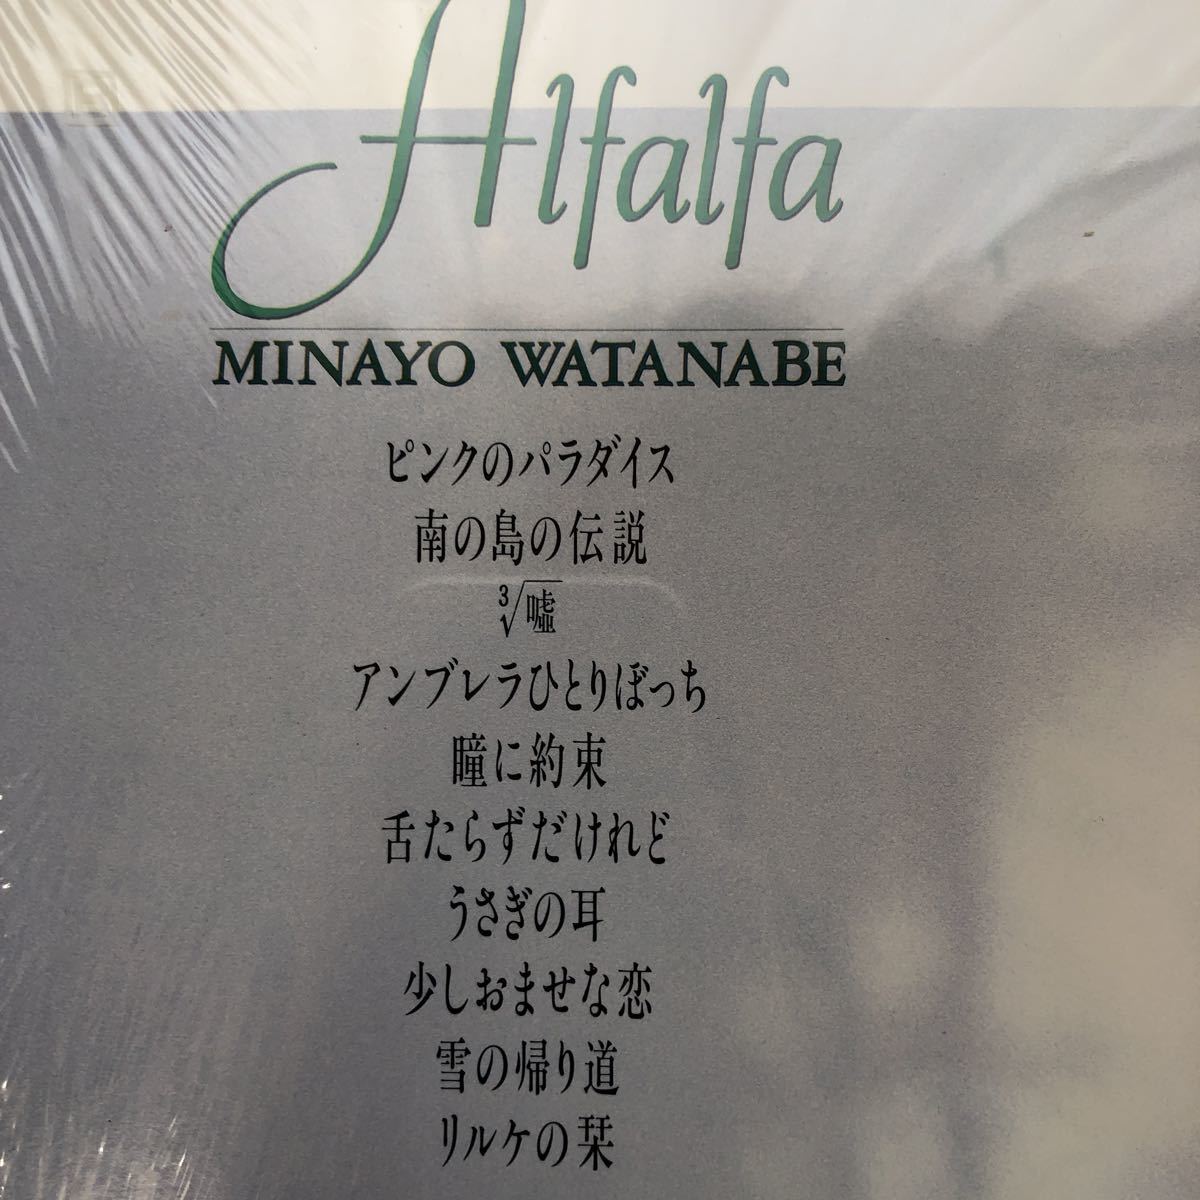 Alfalfa
MINAYO WATANABE
ピンクのパラダイス
南の島の伝説
³√嘘
アンブレラひとりぼっち
瞳に約束
舌たらずだけれど
うさぎの耳
少しおませな恋
雪の帰り道
リルケの栞